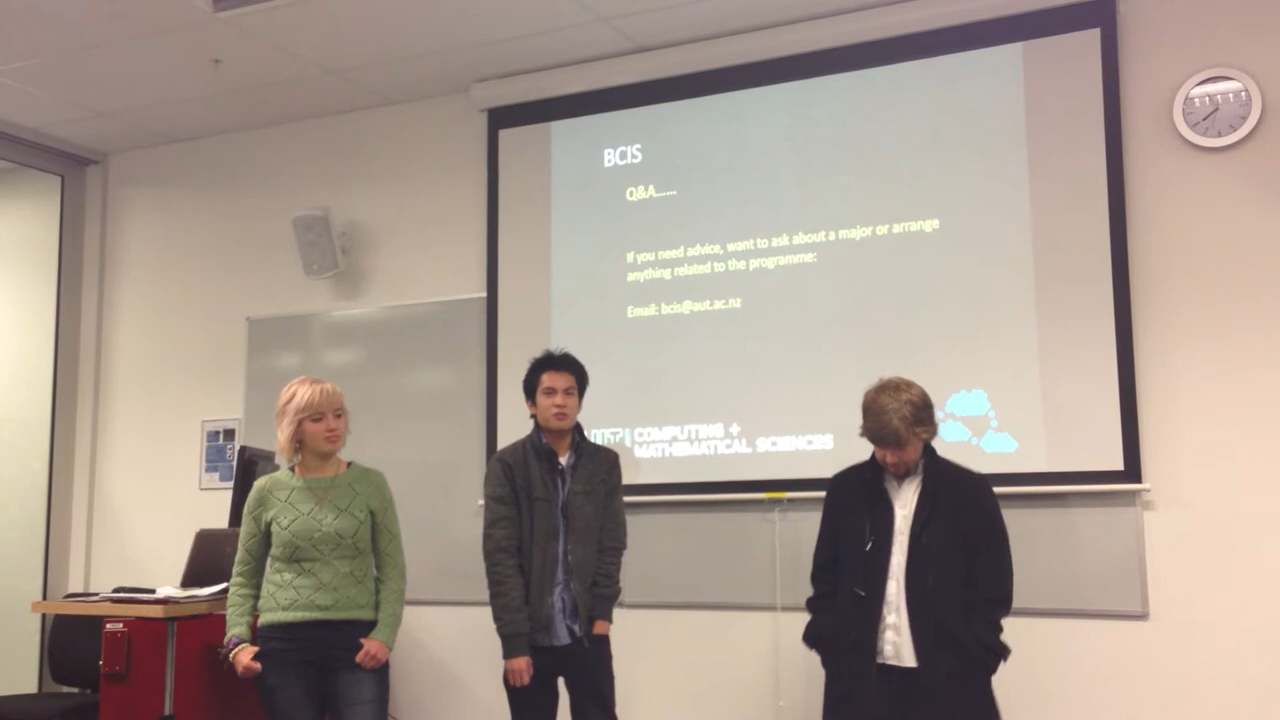 BCIS
Q&A......
If you need advice, want to ask about a major or arrange
anything related to the programme:
Email: bcis@aut.ac.nz
COMPUTING +
MATHEMATICAL SCIENCES